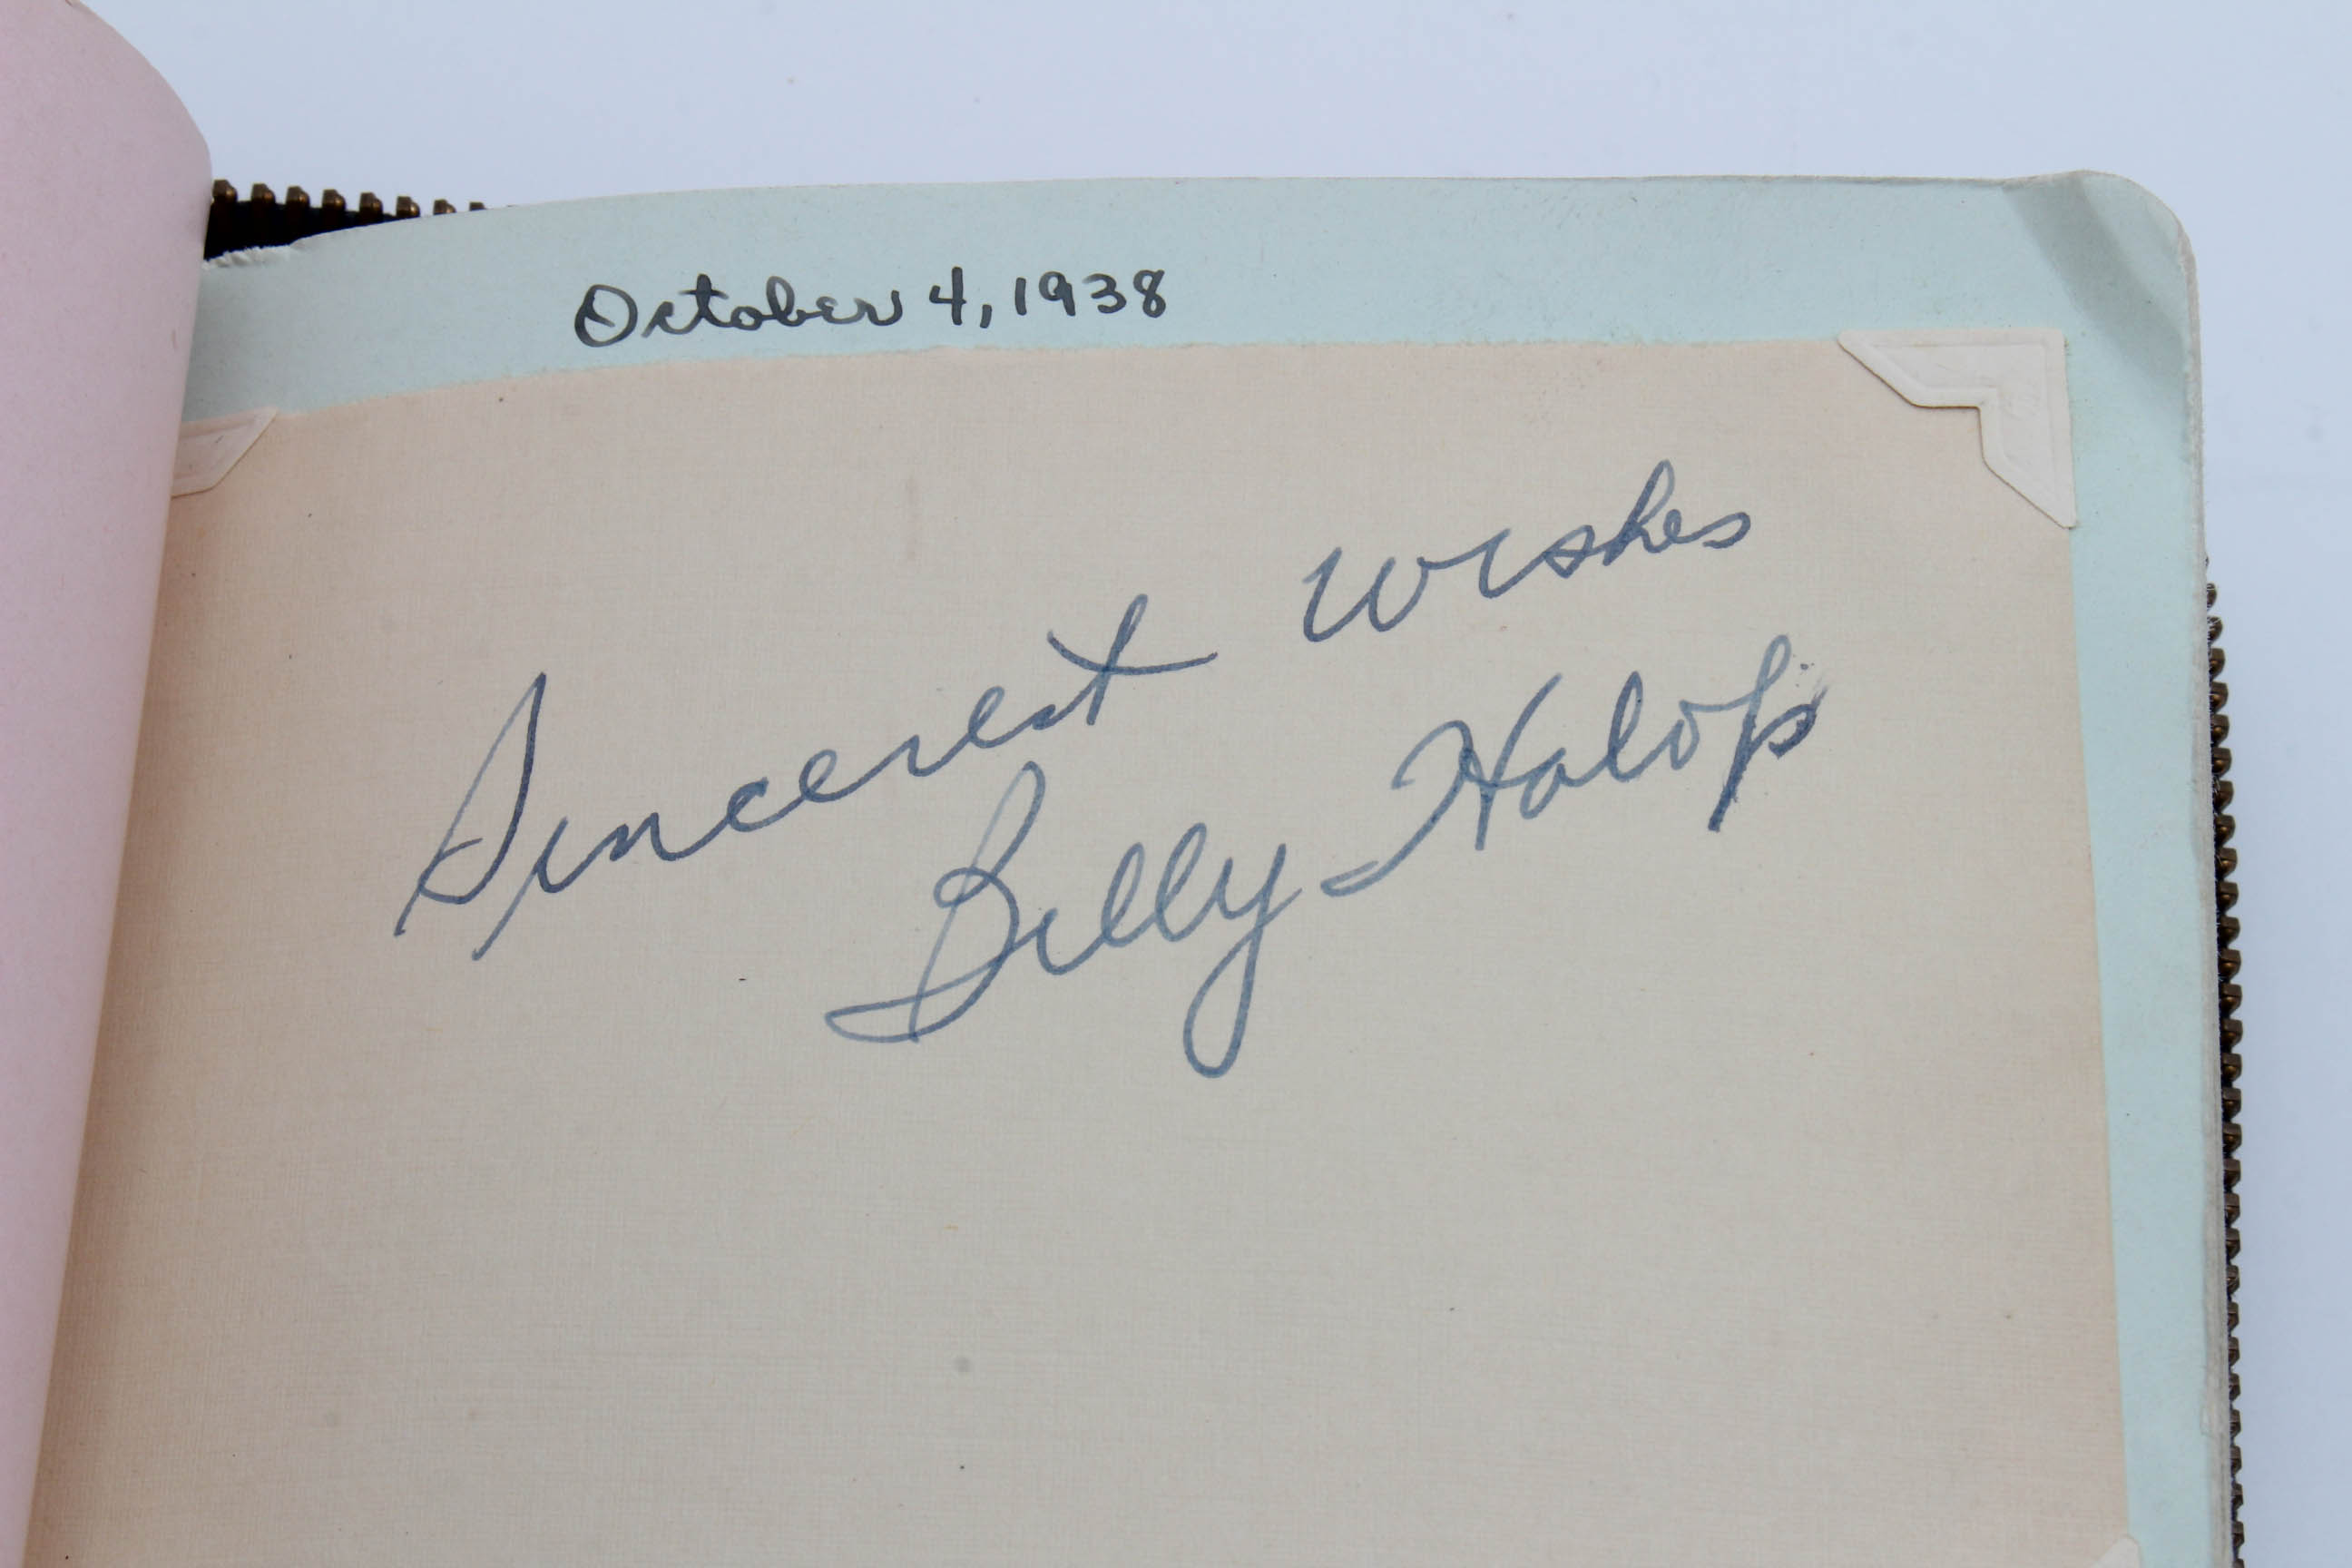 October 4, 1938
Sincerest Wishes
Billy Halop